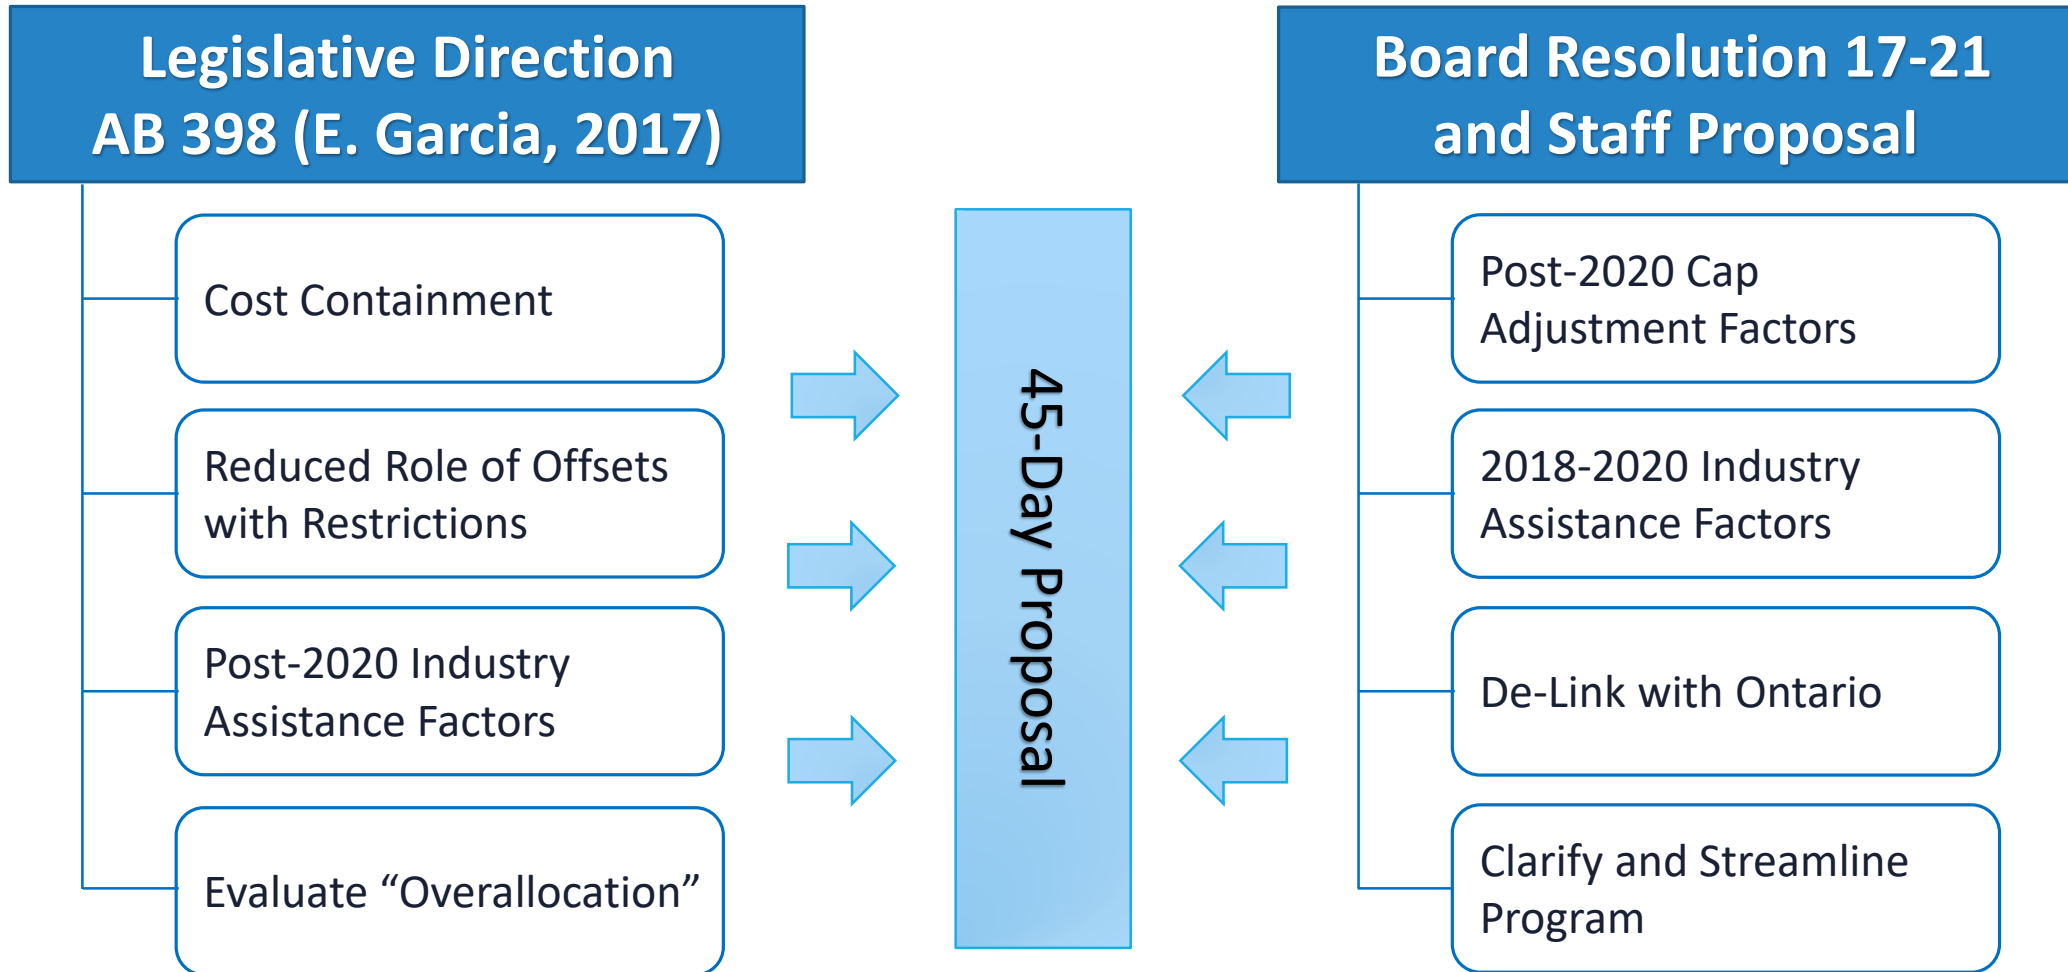 Legislative Direction
AB 398 (E. Garcia, 2017)
Cost Containment
Reduced Role of Offsets
with Restrictions
Post-2020 Industry
Assistance Factors
Evaluate “Overallocation”
45-Day Proposal
Board Resolution 17-21
and Staff Proposal
Post-2020 Cap
Adjustment Factors
2018-2020 Industry
Assistance Factors
De-Link with Ontario
Clarify and Streamline
Program